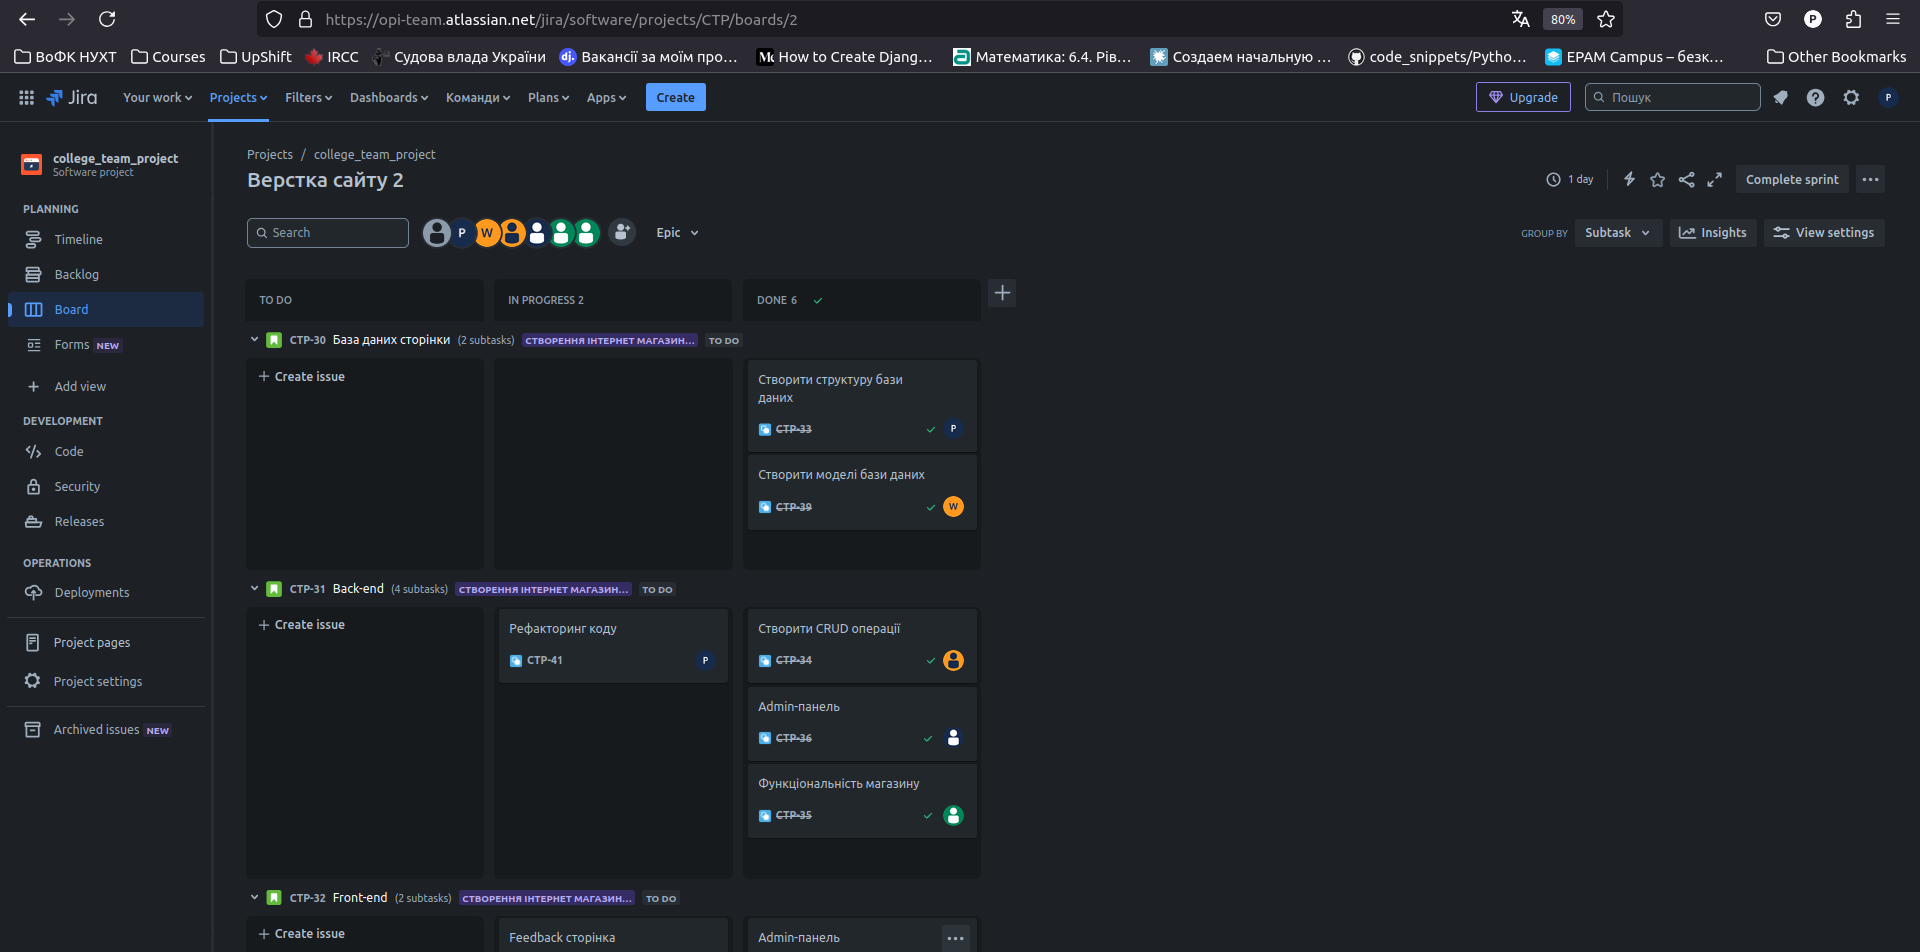 https://opi-team.atlassian.net/jira/software/projects/CTP/boards/2
80%
P
ВоФК НУХТ
Courses
UpShift
IRCC
Судова влада України
dj. Вакансії за моїм про…
How to Create Djang…
Математика: 6.4. Рів…
Создаем начальную …
code_snippets/Pytho…
EPAM Campus – безк…
Other Bookmarks
Jira
Your work
Projects
Filters
Dashboards
Команди
Plans
Apps
Create
Upgrade
Пошук
P
college_team_project
Software project
PLANNING
Timeline
Backlog
Board
Forms NEW
Add view
DEVELOPMENT
Code
Security
Releases
OPERATIONS
Deployments
Project pages
Project settings
Archived issues NEW
Projects / college_team_project
Верстка сайту 2
1 day
Complete sprint
Search
P
W
Epic
GROUP BY
Subtask
Insights
View settings
TO DO
IN PROGRESS 2
DONE 6
CTP-30 База даних сторінки (2 subtasks) СТВОРЕННЯ ІНТЕРНЕТ МАГАЗИН… TO DO
Create issue
Створити структуру бази
даних
CTP-33
P
Створити моделі бази даних
CTP-39
W
CTP-31 Back-end (4 subtasks) СТВОРЕННЯ ІНТЕРНЕТ МАГАЗИН… TO DO
Create issue
Рефакторинг коду
CTP-41
P
Створити CRUD операції
CTP-34
Admin-панель
CTP-36
Функціональність магазину
CTP-35
CTP-32 Front-end (2 subtasks) СТВОРЕННЯ ІНТЕРНЕТ МАГАЗИН… TO DO
Create issue
Feedback сторінка
Admin-панель